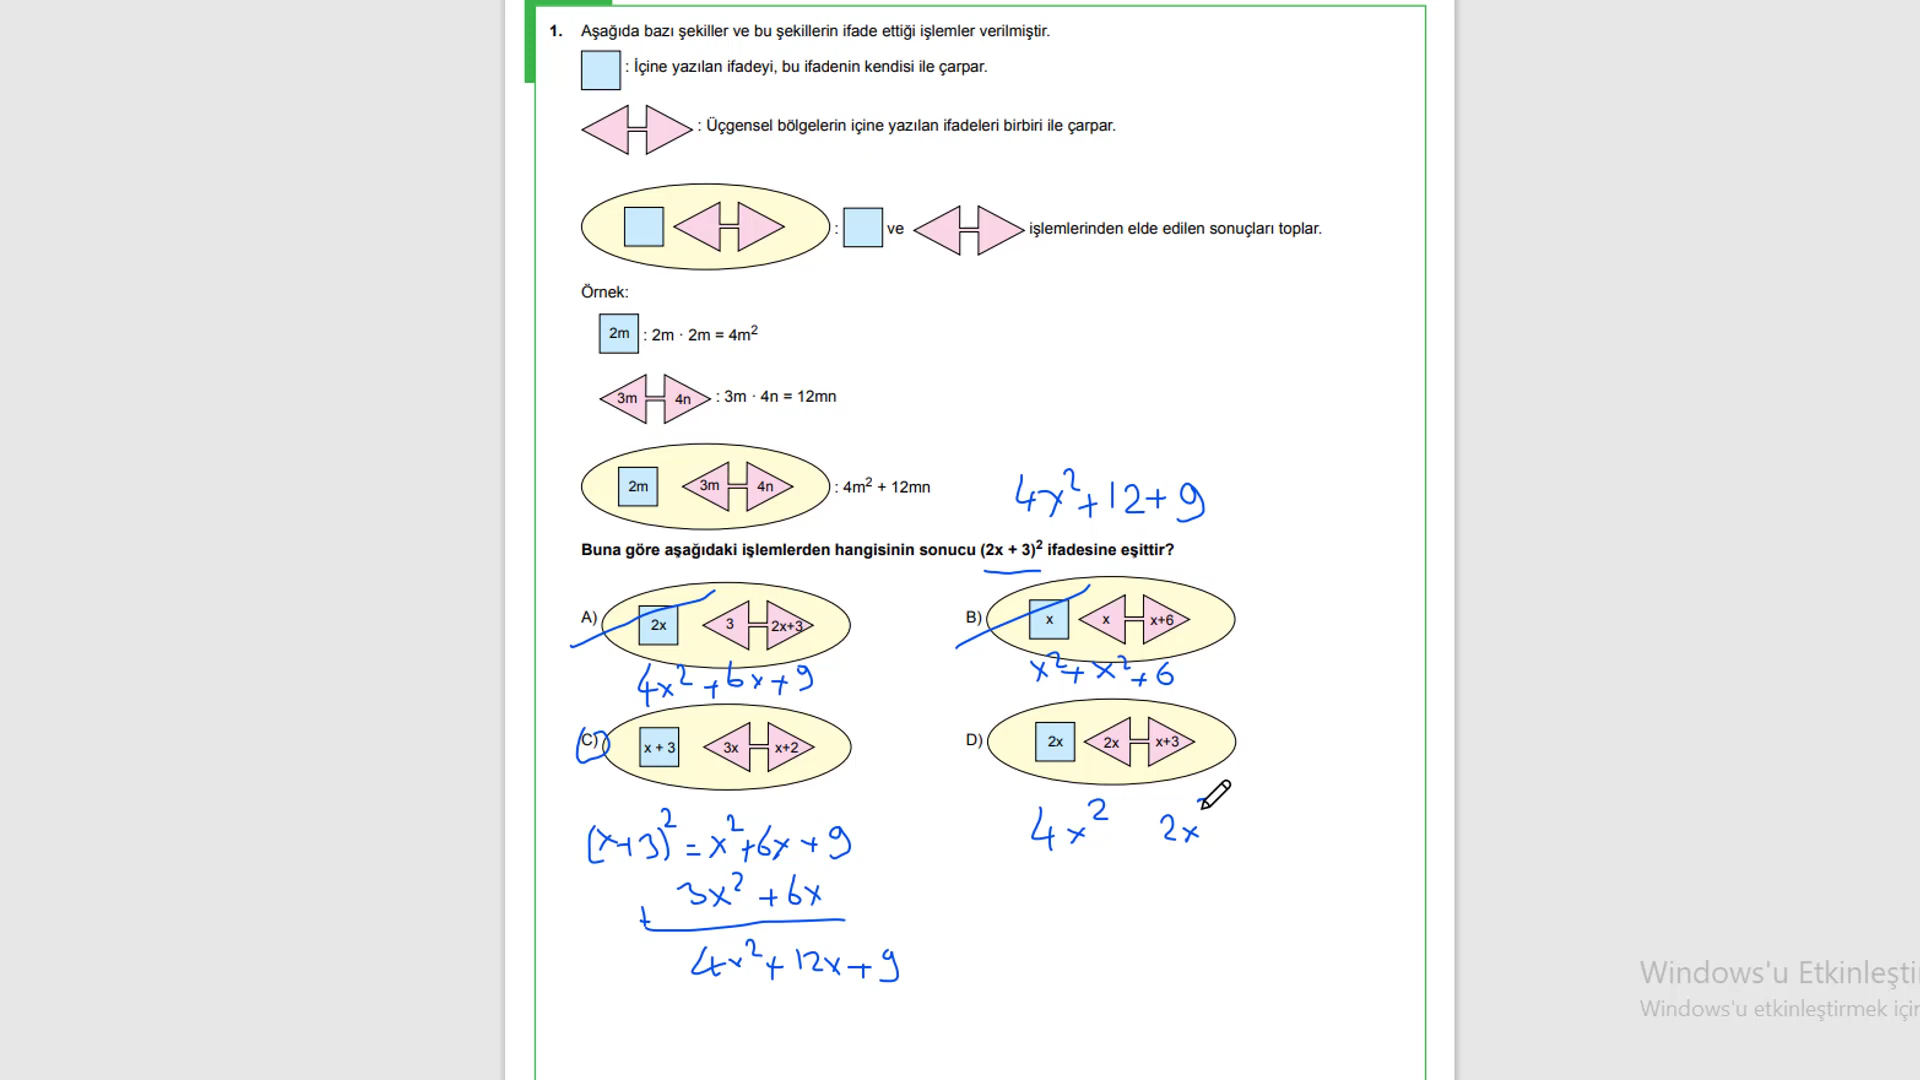 1. Aşağıda bazı şekiller ve bu şekillerin ifade ettiği işlemler verilmiştir.
: İçine yazılan ifadeyi, bu ifadenin kendisi ile çarpar.
: Üçgensel bölgelerin içine yazılan ifadeleri birbiri ile çarpar.
: ve işlemlerinden elde edilen sonuçları toplar.
Örnek:
2m : 2m · 2m = 4m²
3m 4n : 3m · 4n = 12mn
2m 3m 4n : 4m² + 12mn
4x²+12+9
Buna göre aşağıdaki işlemlerden hangisinin sonucu (2x + 3)² ifadesine eşittir?
A) 2x 3 2x+3
4x²+6x+9
B) x x x+6
x²+x²+6
C) x + 3 3x x+2
D) 2x 2x x+3
(x+3)²=x²+6x+9
3x²+6x
+
4x²+12x+9
4x² 2x
Windows'u Etkinleşti
Windows'u etkinleştirmek için